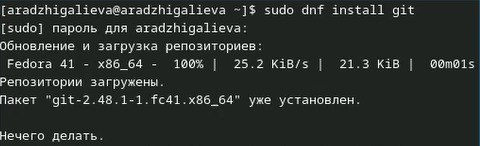 [aradzhigalieva@aradzhigalieva ~]$ sudo dnf install git
[sudo] пароль для aradzhigalieva:
Обновление и загрузка репозиториев:
Fedora 41 - x86_64 -  100% |  25.2 KiB/s |  21.3 KiB |  00m01s
Репозитории загружены.
Пакет "git-2.48.1-1.fc41.x86_64" уже установлен.
Нечего делать.